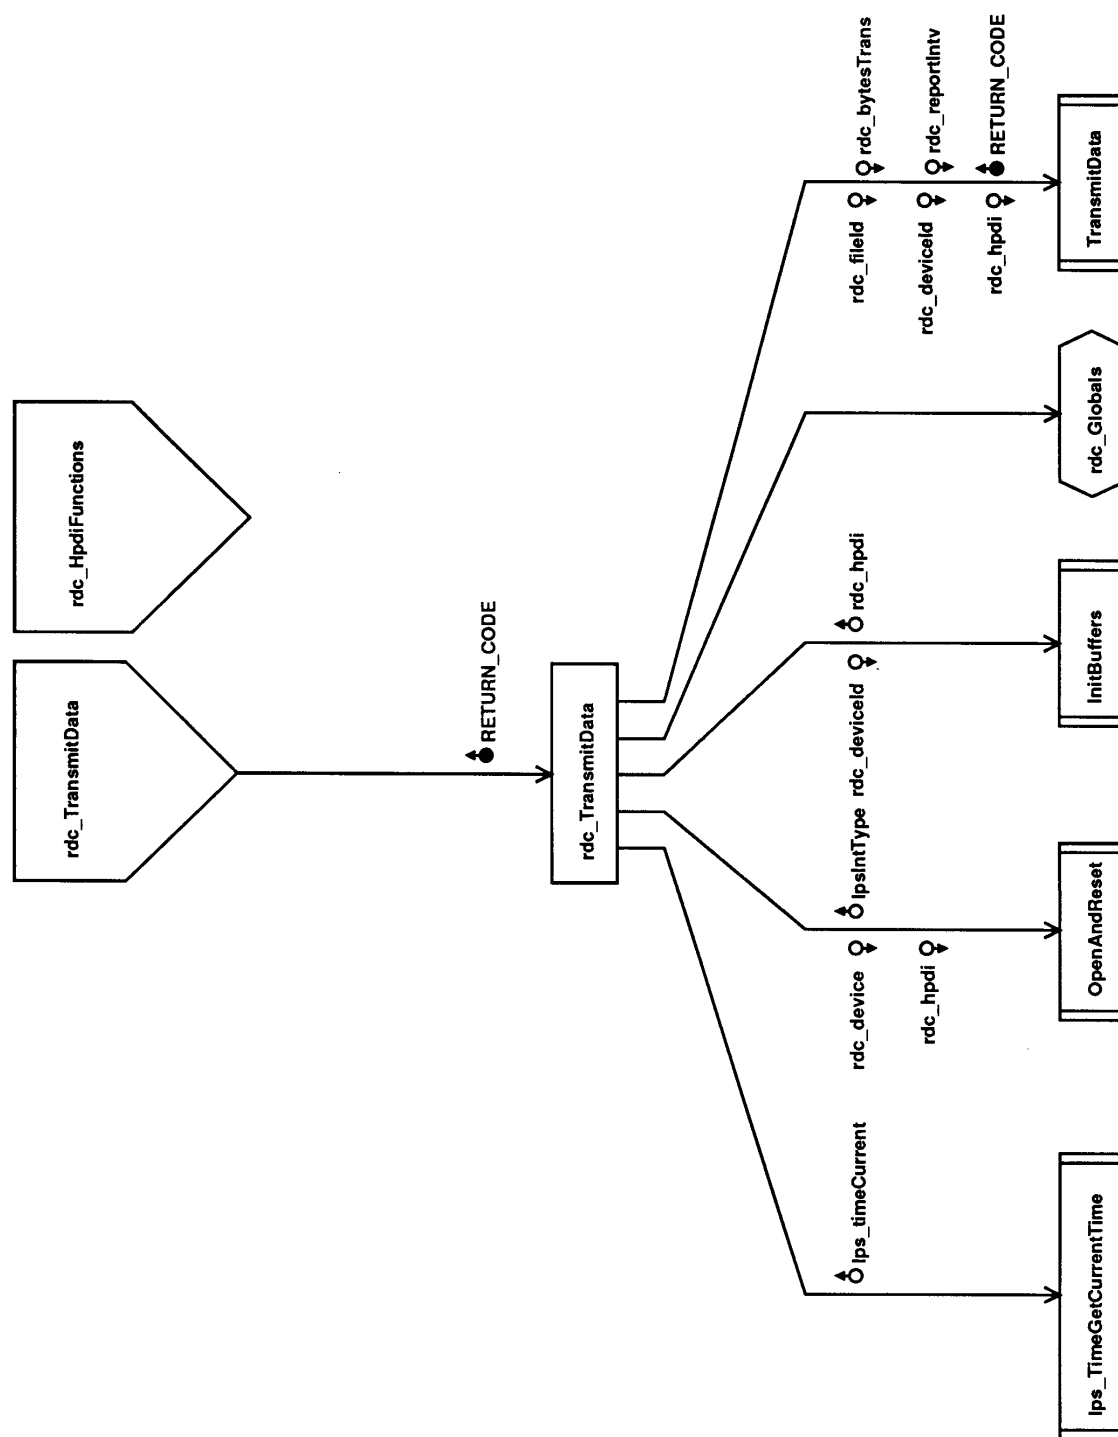 rdc_TransmitData
rdc_HpdiFunctions
RETURN_CODE
rdc_TransmitData
lps_timeCurrent
rdc_device
lpsIntType
rdc_hpdi
rdc_deviceId
rdc_hpdi
rdc_fileId
rdc_bytesTrans
rdc_deviceId
rdc_reportIntv
rdc_hpdi
RETURN_CODE
lps_TimeGetCurrentTime
OpenAndReset
InitBuffers
rdc_Globals
TransmitData